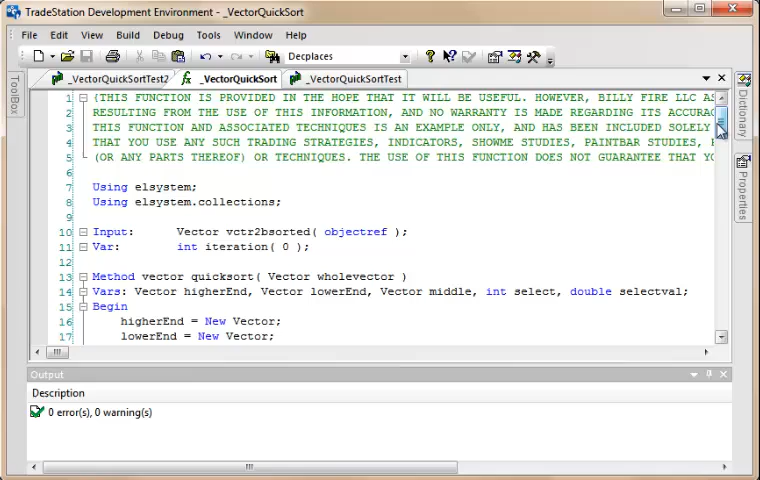 TradeStation Development Environment - _VectorQuickSort
File Edit View Build Debug Tools Window Help
Decplaces
_VectorQuickSortTest2 _VectorQuickSort _VectorQuickSortTest
ToolBox
Dictionary
Properties
1 {THIS FUNCTION IS PROVIDED IN THE HOPE THAT IT WILL BE USEFUL. HOWEVER, BILLY FIRE LLC AS
2 RESULTING FROM THE USE OF THIS INFORMATION, AND NO WARRANTY IS MADE REGARDING ITS ACCURAC
3 THIS FUNCTION AND ASSOCIATED TECHNIQUES IS AN EXAMPLE ONLY, AND HAS BEEN INCLUDED SOLELY
4 THAT YOU USE ANY SUCH TRADING STRATEGIES, INDICATORS, SHOWME STUDIES, PAINTBAR STUDIES,
5 (OR ANY PARTS THEREOF) OR TECHNIQUES. THE USE OF THIS FUNCTION DOES NOT GUARANTEE THAT YO
6
7 Using elsystem;
8 Using elsystem.collections;
9
10 Input: Vector vctr2bsorted( objectref );
11 Var: int iteration( 0 );
12
13 Method vector quicksort( Vector wholevector )
14 Vars: Vector higherEnd, Vector lowerEnd, Vector middle, int select, double selectval;
15 Begin
16 higherEnd = New Vector;
17 lowerEnd = New Vector;
Output
Description
0 error(s), 0 warning(s)